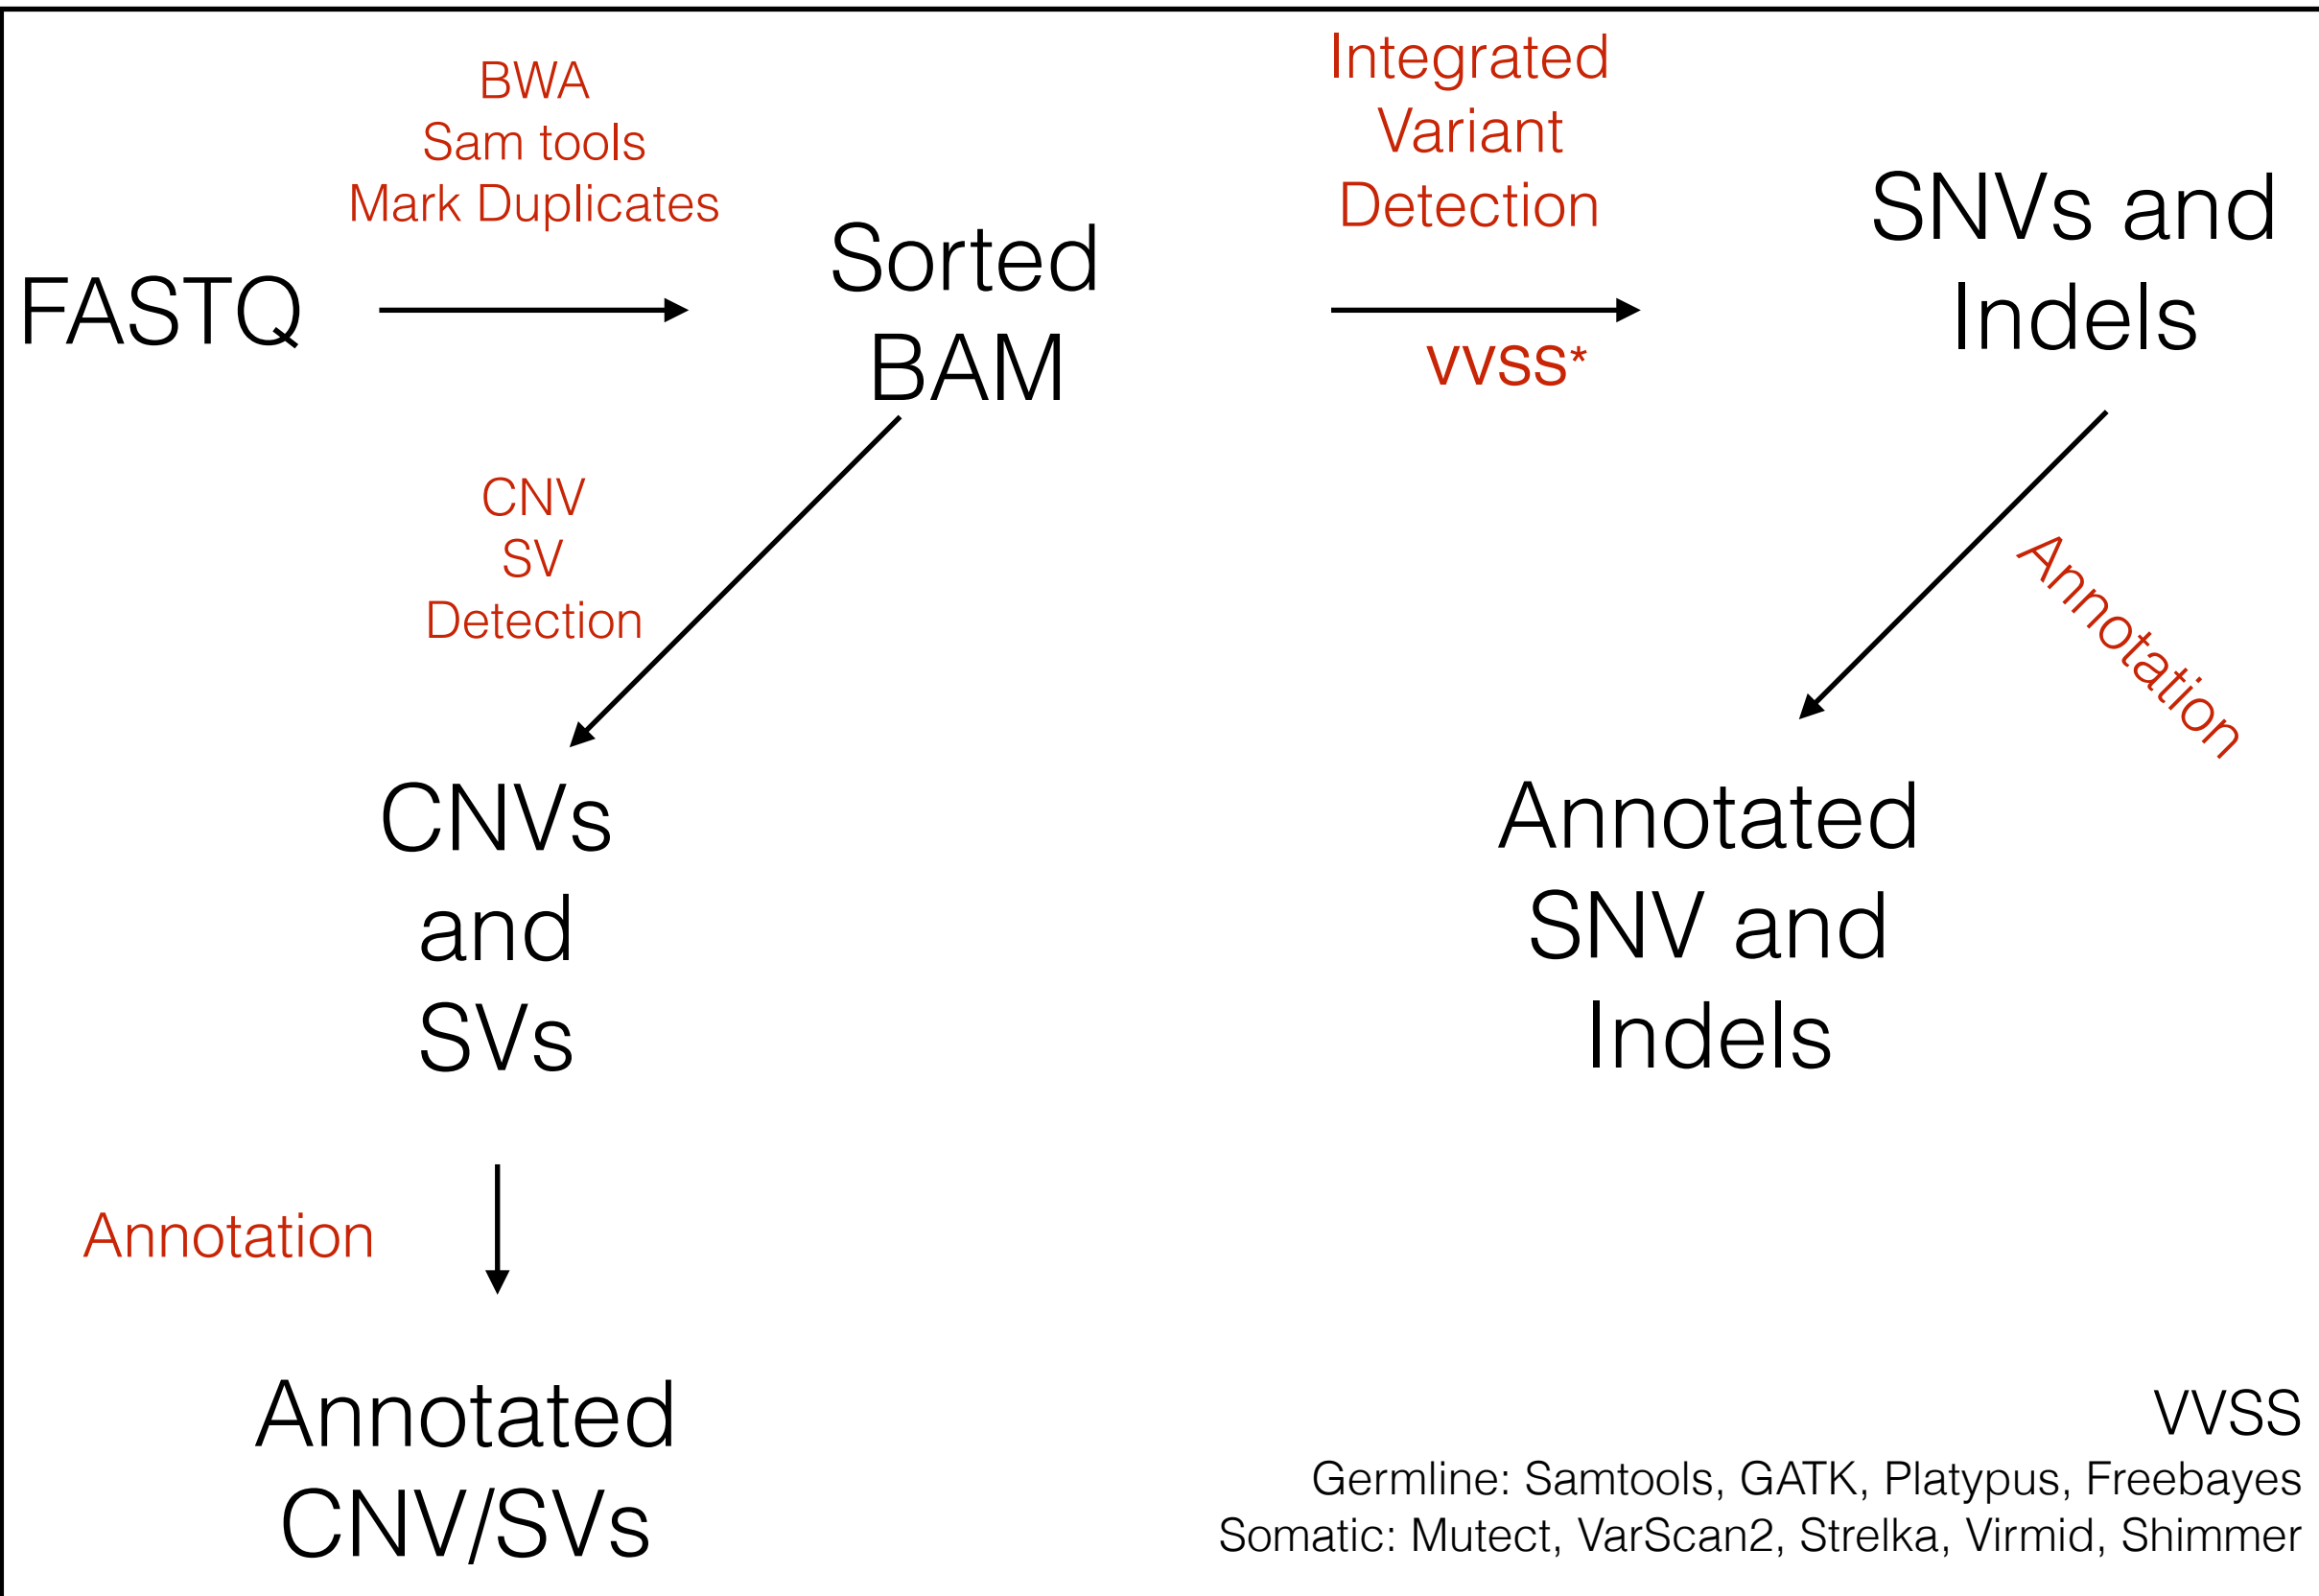 BWA
Sam tools
Mark Duplicates
FASTQ
Sorted
BAM
Integrated
Variant
Detection
VVSS*
SNVs and
Indels
CNV
SV
Detection
Annotation
CNVs
and
SVs
Annotated
SNV and
Indels
Annotation
Annotated
CNV/SVs
VVSS
Germline: Samtools, GATK, Platypus, Freebayes
Somatic: Mutect, VarScan2, Strelka, Virmid, Shimmer